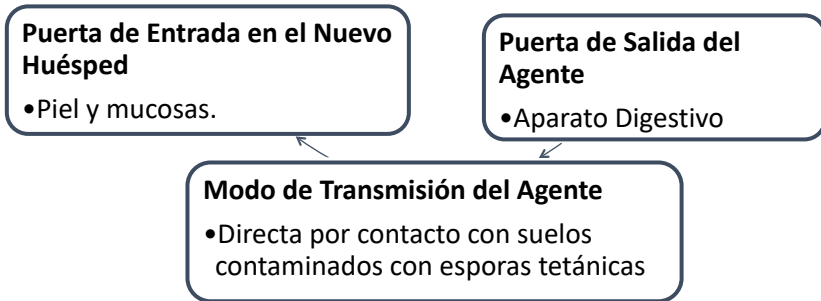 Puerta de Entrada en el Nuevo
Huésped
•Piel y mucosas.
Puerta de Salida del
Agente
•Aparato Digestivo
Modo de Transmisión del Agente
•Directa por contacto con suelos
contaminados con esporas tetánicas